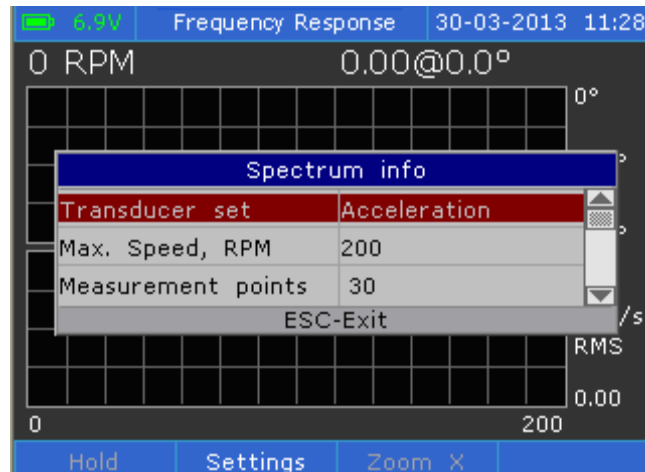 6.9V Frequency Response 30-03-2013 11:28
0 RPM 0.00@0.0°
0°
Spectrum info
Transducer set Acceleration
Max. Speed, RPM 200
Measurement points 30
ESC-Exit
/s
RMS
0.00
0 200
Hold Settings Zoom X